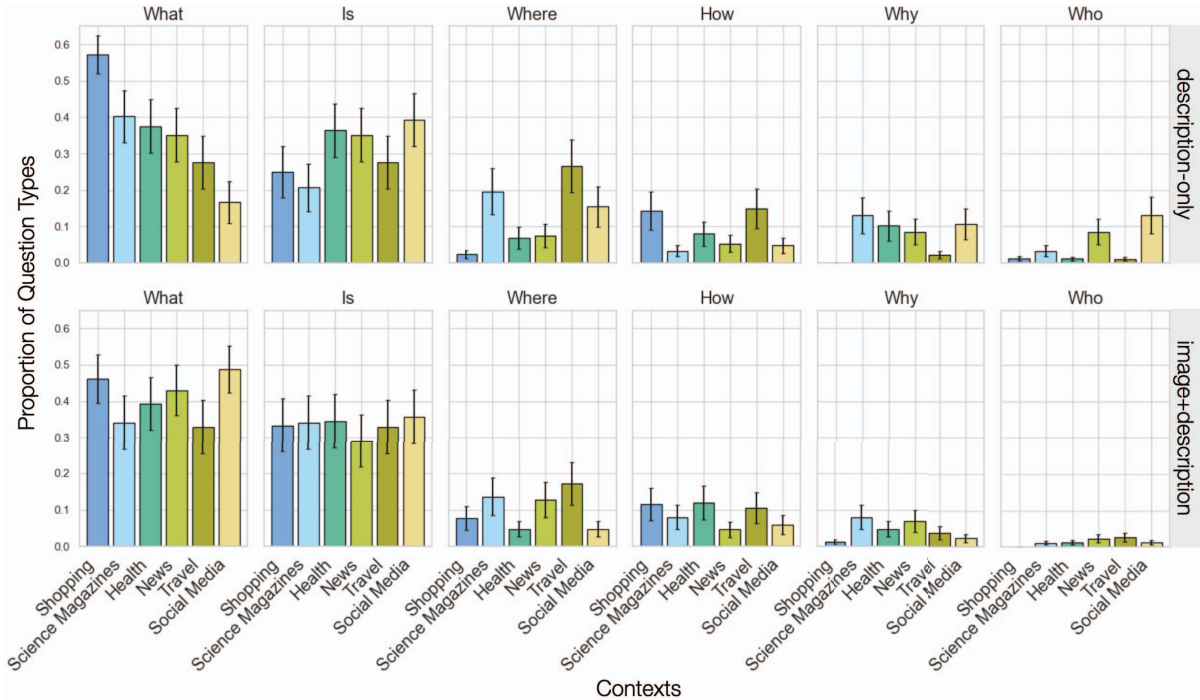 What Is Where How Why Who
0.6
0.5
0.4
0.3
0.2
0.1
0.0
description-only
Proportion of Question Types
What Is Where How Why Who
0.6
0.5
0.4
0.3
0.2
0.1
0.0
image+description
Shopping Science Magazines Health News Travel Social Media
Shopping Science Magazines Health News Travel Social Media
Shopping Science Magazines Health News Travel Social Media
Shopping Science Magazines Health News Travel Social Media
Shopping Science Magazines Health News Travel Social Media
Shopping Science Magazines Health News Travel Social Media
Contexts